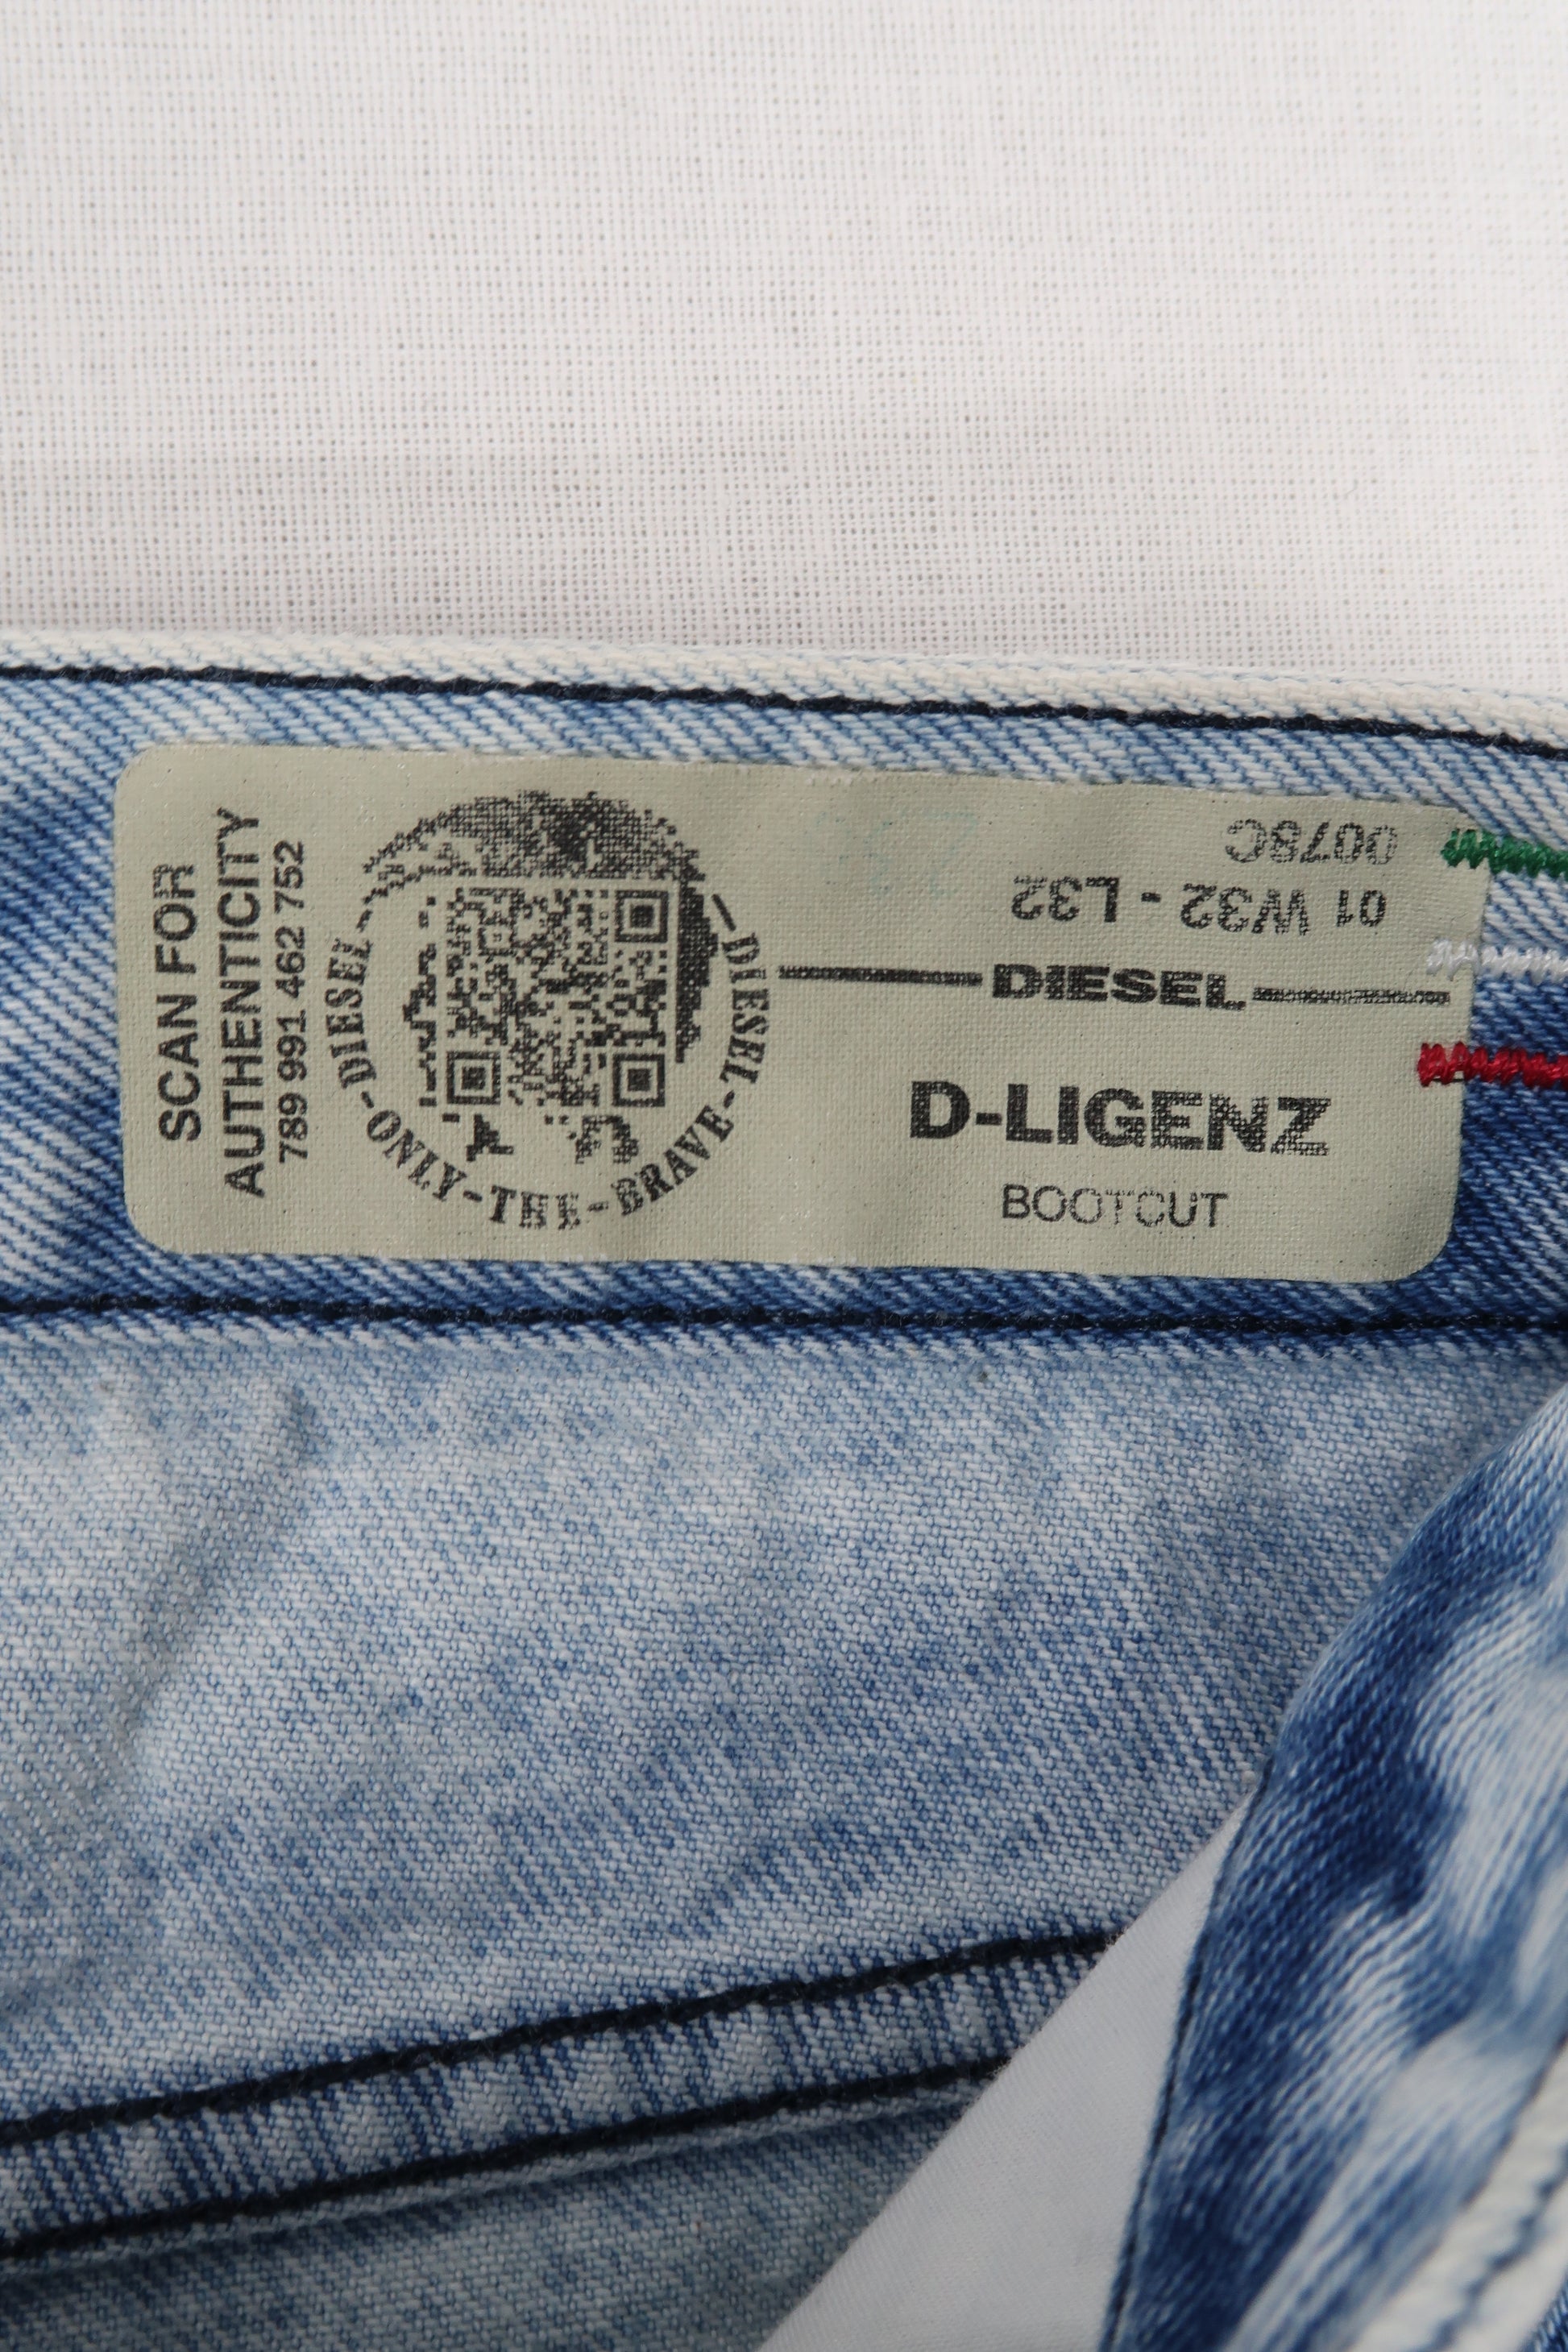 SCAN FOR
AUTHENTICITY
789 991 462 752
DIESEL-ONLY-THE-BRAVE-DIESEL
0078C
01 W32 - L32
DIESEL
D-LIGENZ
BOOTCUT